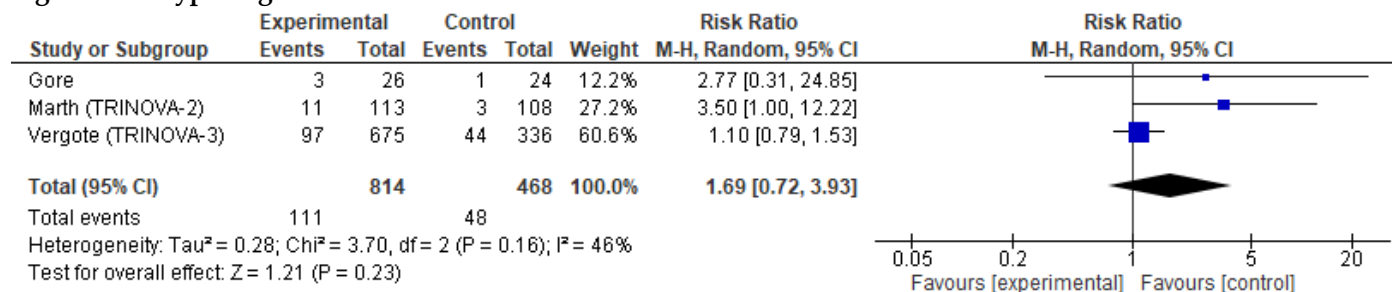 Experimental Control Risk Ratio Risk Ratio
Study or Subgroup Events Total Events Total Weight M-H, Random, 95% CI M-H, Random, 95% CI
Gore 3 26 1 24 12.2% 2.77 [0.31, 24.85]
Marth (TRINOVA-2) 11 113 3 108 27.2% 3.50 [1.00, 12.22]
Vergote (TRINOVA-3) 97 675 44 336 60.6% 1.10 [0.79, 1.53]
Total (95% CI) 814 468 100.0% 1.69 [0.72, 3.93]
Total events 111 48
Heterogeneity: Tau² = 0.28; Chi² = 3.70, df = 2 (P = 0.16); I² = 46%
Test for overall effect: Z = 1.21 (P = 0.23)
0.05 0.2 1 5 20
Favours [experimental] Favours [control]